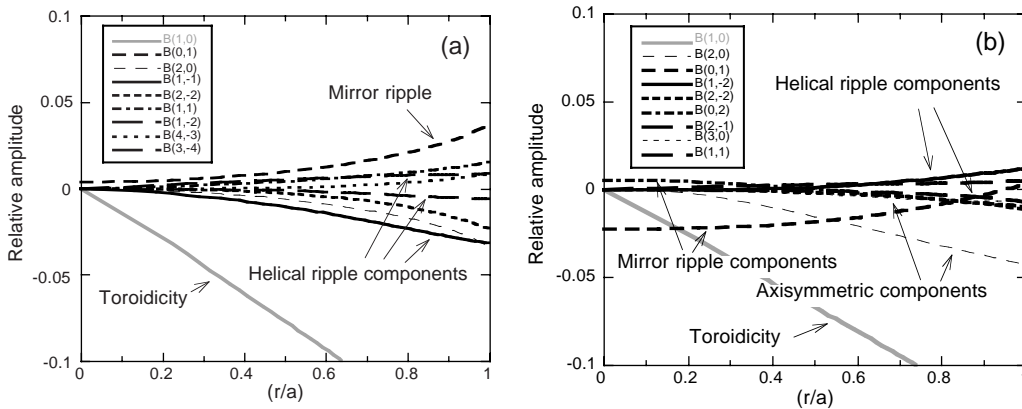 0.1
0.05
0
-0.05
-0.1
Relative amplitude
B(1,0)
B(0,1)
B(2,0)
B(1,-1)
B(2,-2)
B(1,1)
B(1,-2)
B(4,-3)
B(3,-4)
(a)
Mirror ripple
Helical ripple components
Toroidicity
0 0.2 0.4 0.6 0.8 1
(r/a)
0.1
0.05
0
-0.05
-0.1
Relative amplitude
B(1,0)
B(2,0)
B(0,1)
B(1,-2)
B(2,-2)
B(0,2)
B(2,-1)
B(3,0)
B(1,1)
(b)
Helical ripple components
Mirror ripple components
Axisymmetric components
Toroidicity
0 0.2 0.4 0.6 0.8 1
(r/a)